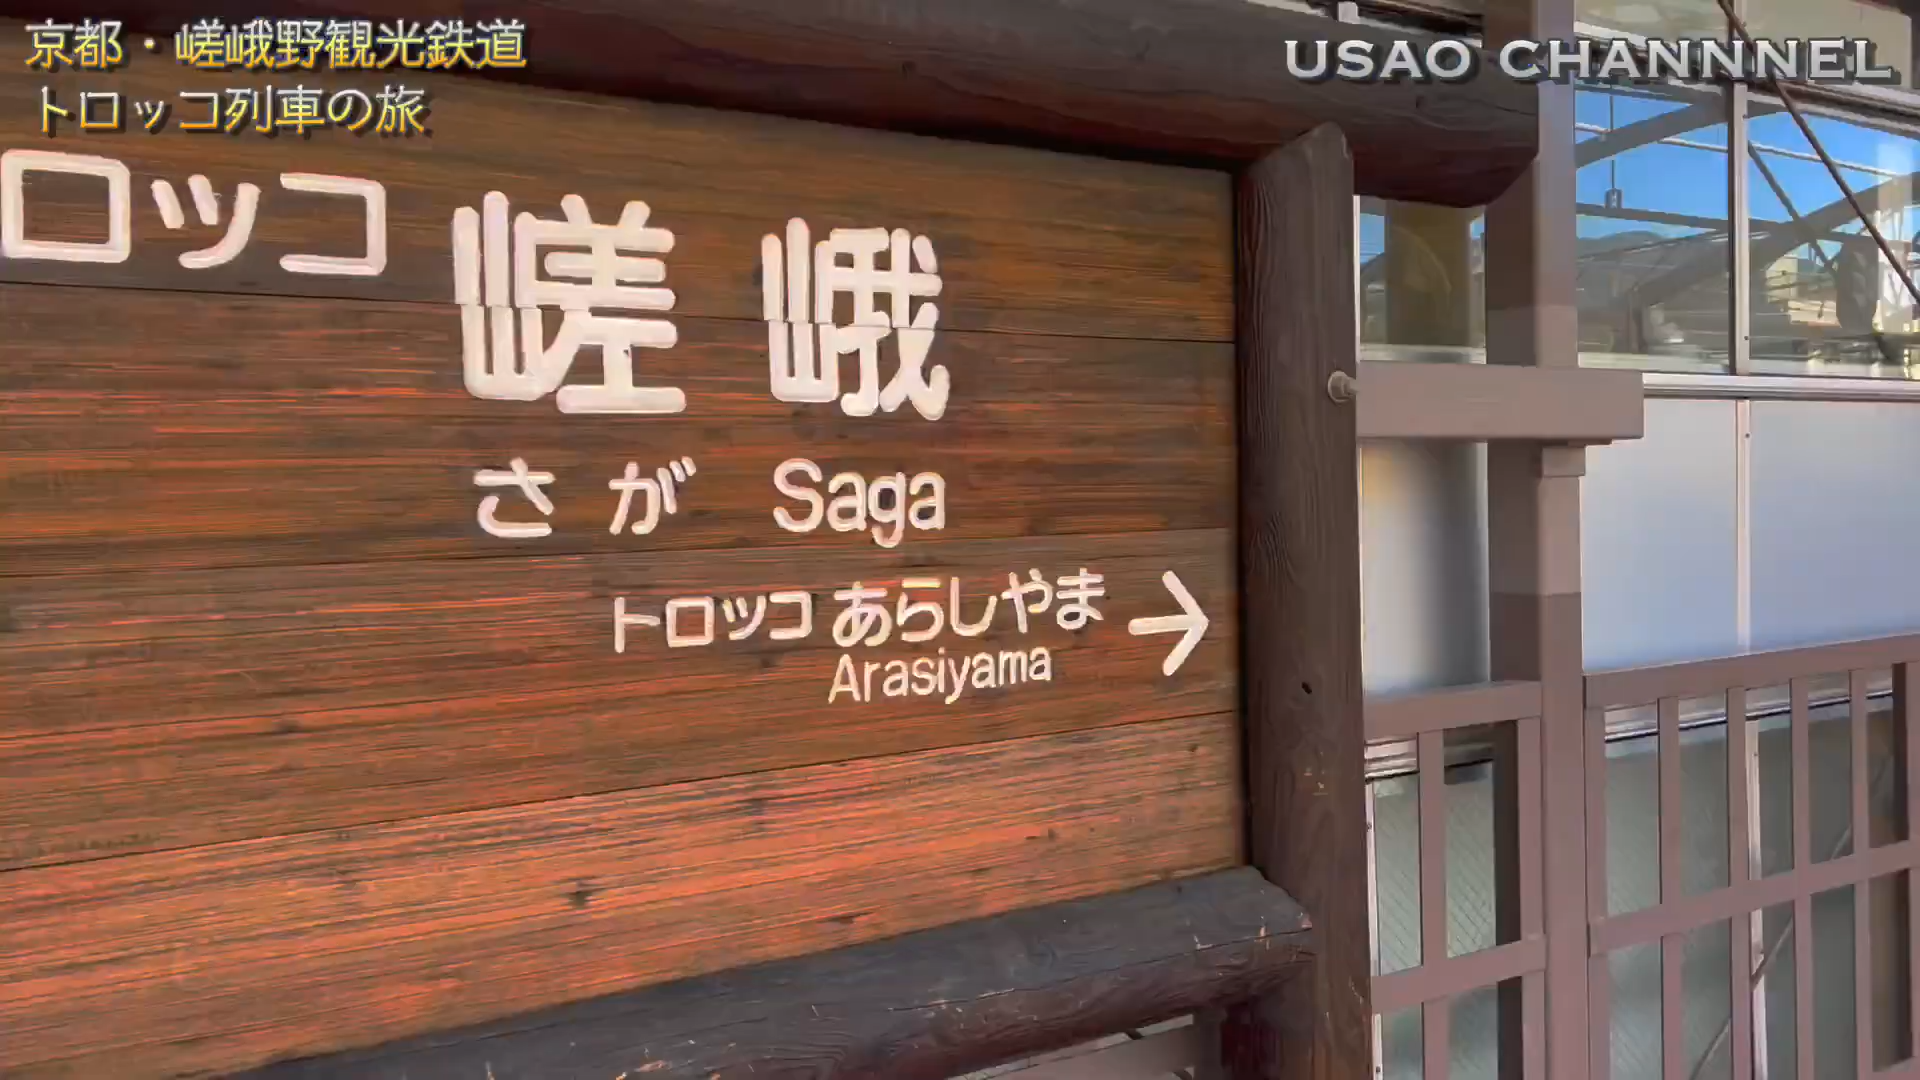 京都・嵯峨野観光鉄道
トロッコ列車の旅
USAO CHANNNEL
ロッコ 嵯峨
さが Saga
トロッコ あらしやま →
Arasiyama